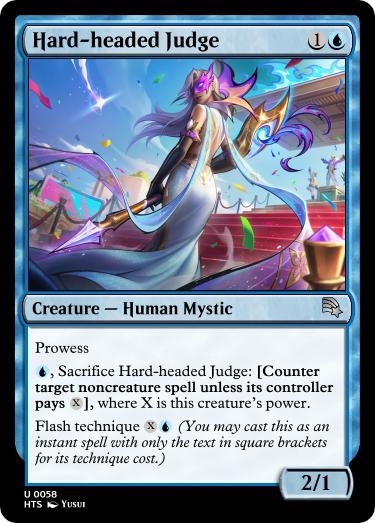 Hard-headed Judge 1
Creature — Human Mystic
Prowess
, Sacrifice Hard-headed Judge: [Counter
target noncreature spell unless its controller
pays X], where X is this creature's power.
Flash technique X (You may cast this as
an instant spell with only the text in square brackets
for its technique cost.)
2/1
U 0058
HTS Yusui